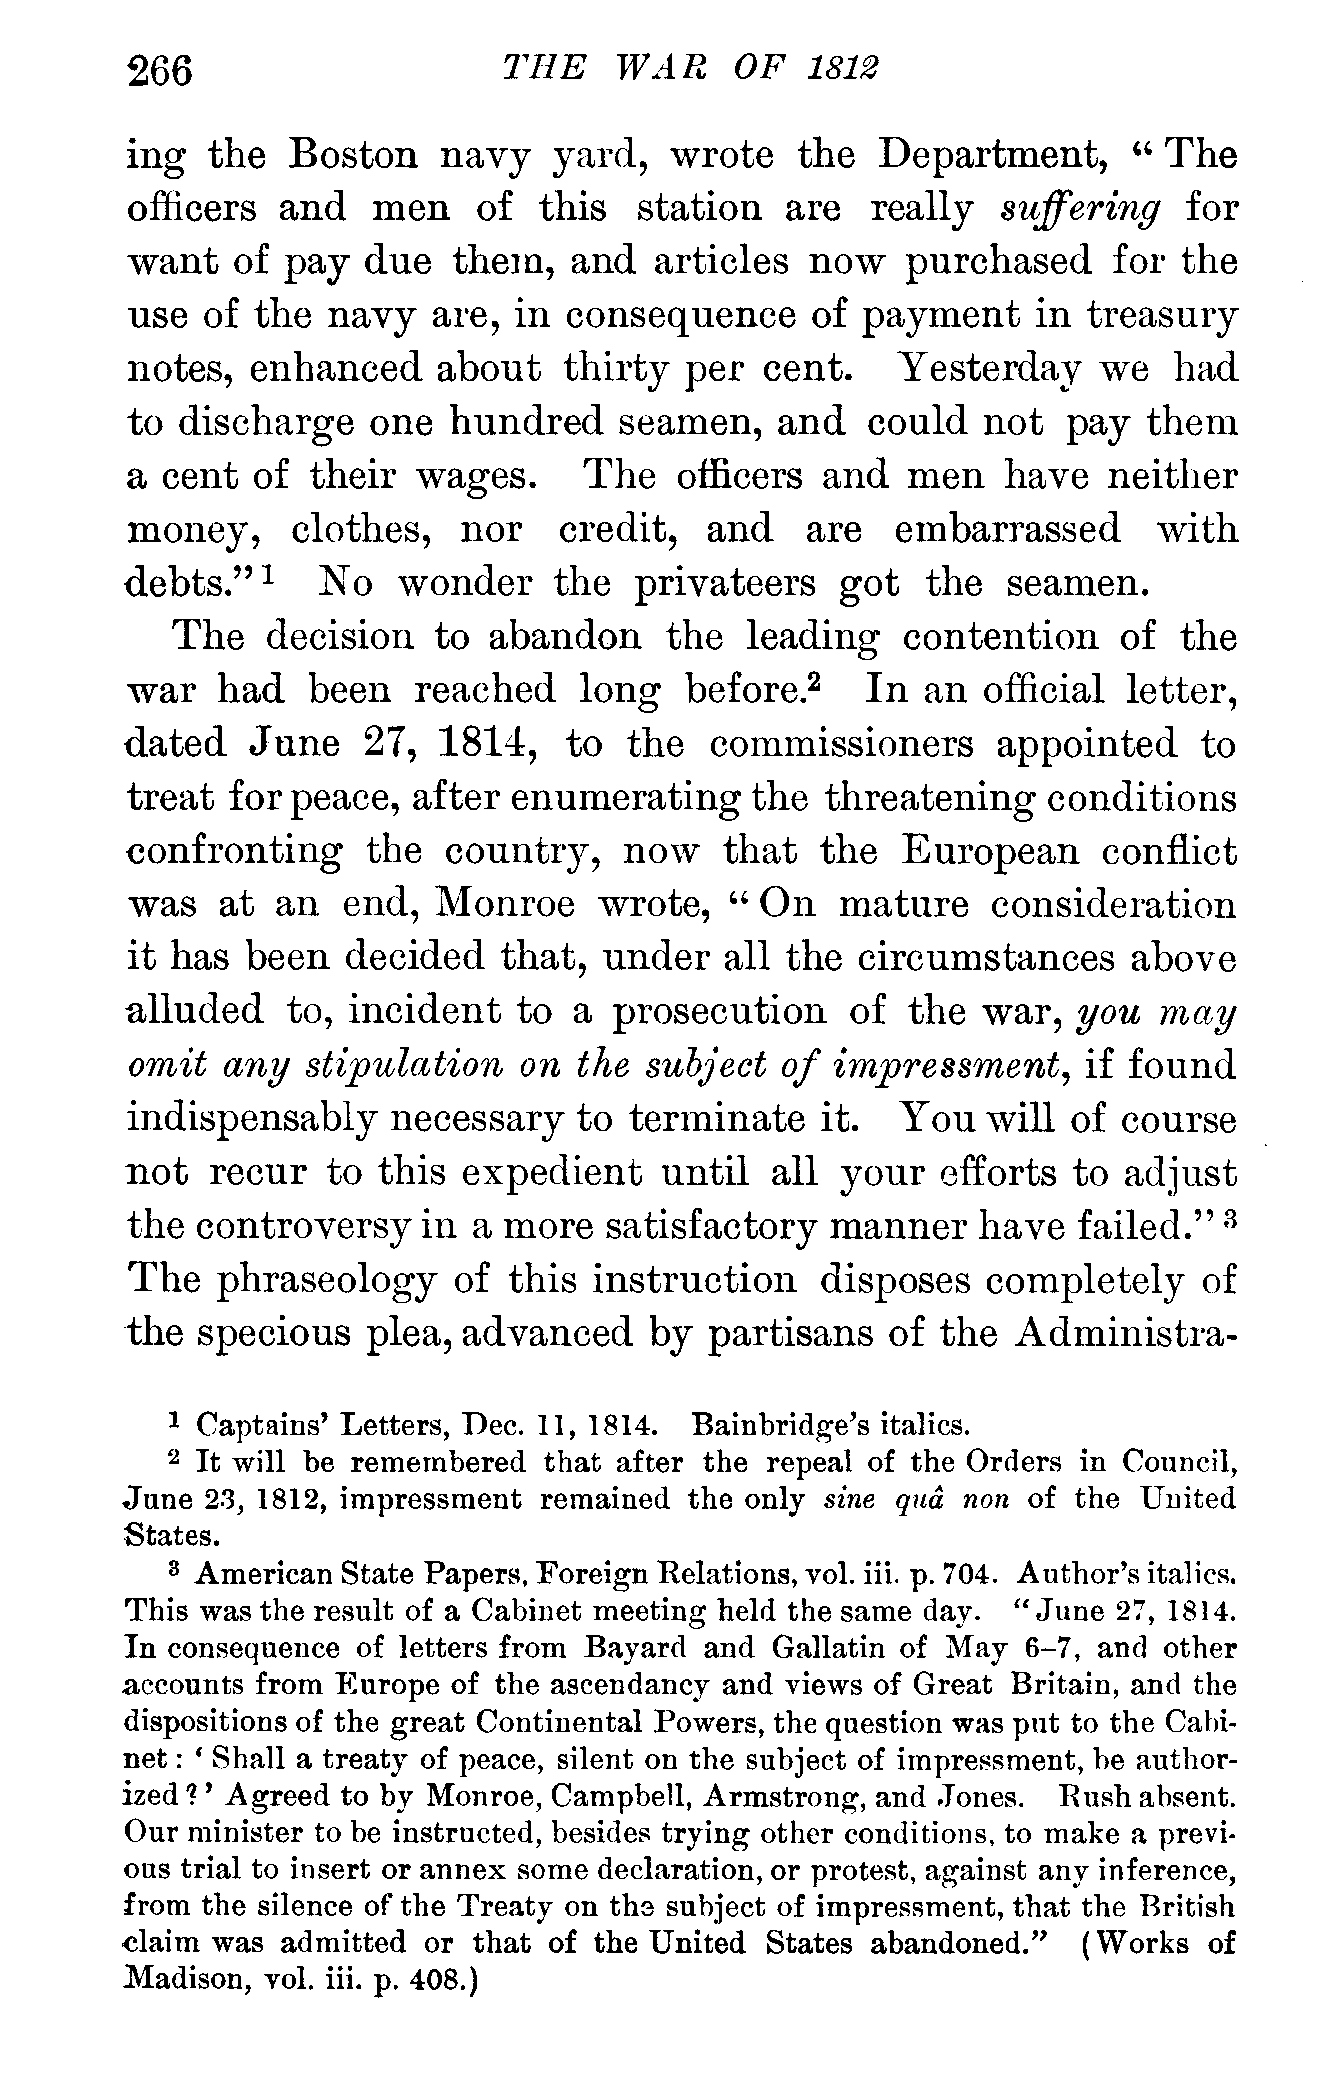 266 THE WAR OF 1812
ing the Boston navy yard, wrote the Department, “ The
officers and men of this station are really suffering for
want of pay due them, and articles now purchased for the
use of the navy are, in consequence of payment in treasury
notes, enhanced about thirty per cent. Yesterday we had
to discharge one hundred seamen, and could not pay them
a cent of their wages. The officers and men have neither
money, clothes, nor credit, and are embarrassed with
debts.” 1 No wonder the privateers got the seamen.
The decision to abandon the leading contention of the
war had been reached long before.2 In an official letter,
dated June 27, 1814, to the commissioners appointed to
treat for peace, after enumerating the threatening conditions
confronting the country, now that the European conflict
was at an end, Monroe wrote, “ On mature consideration
it has been decided that, under all the circumstances above
alluded to, incident to a prosecution of the war, you may
omit any stipulation on the subject of impressment, if found
indispensably necessary to terminate it. You will of course
not recur to this expedient until all your efforts to adjust
the controversy in a more satisfactory manner have failed.” 3
The phraseology of this instruction disposes completely of
the specious plea, advanced by partisans of the Administra-
1 Captains’ Letters, Dec. 11, 1814. Bainbridge’s italics.
2 It will be remembered that after the repeal of the Orders in Council,
June 23, 1812, impressment remained the only sine quâ non of the United
States.
3 American State Papers, Foreign Relations, vol. iii. p. 704. Author’s italics.
This was the result of a Cabinet meeting held the same day. “ June 27, 1814.
In consequence of letters from Bayard and Gallatin of May 6–7, and other
accounts from Europe of the ascendancy and views of Great Britain, and the
dispositions of the great Continental Powers, the question was put to the Cabi-
net : ‘ Shall a treaty of peace, silent on the subject of impressment, be author-
ized ?’ Agreed to by Monroe, Campbell, Armstrong, and Jones. Rush absent.
Our minister to be instructed, besides trying other conditions, to make a previ-
ous trial to insert or annex some declaration, or protest, against any inference,
from the silence of the Treaty on the subject of impressment, that the British
claim was admitted or that of the United States abandoned.” (Works of
Madison, vol. iii. p. 408.)